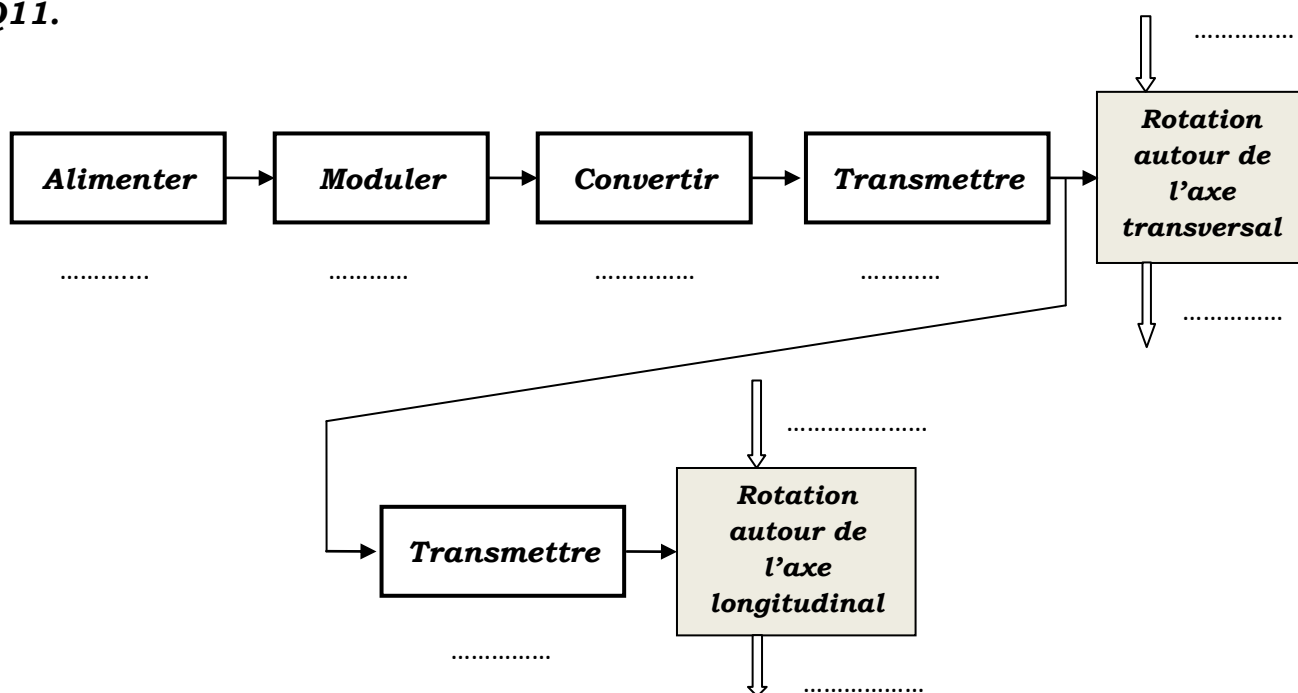 Q11.
……………
Rotation
autour de
l’axe
transversal
Alimenter
Moduler
Convertir
Transmettre
………….…
…………
……………
…………
……………
…………………
Rotation
autour de
l’axe
longitudinal
Transmettre
……………
………………